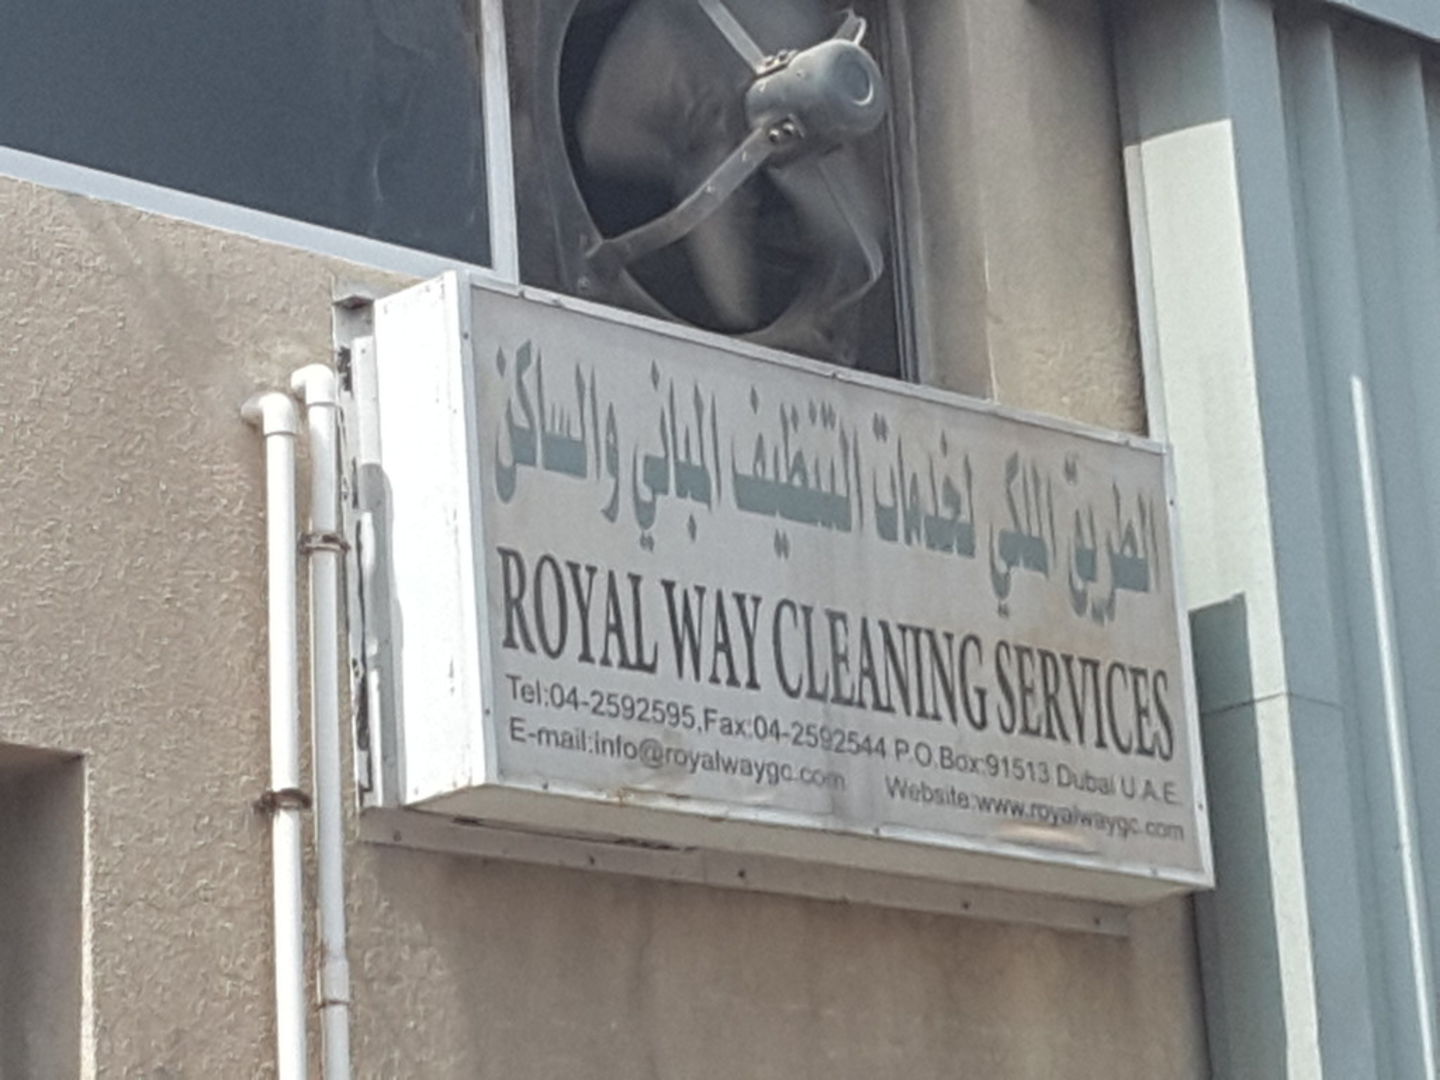 الطريق الملكي لخدمات التنظيف المباني والساكن
ROYAL WAY CLEANING SERVICES
Tel:04-2592595,Fax:04-2592544 P.O.Box:91513 Dubai U.A.E.
E-mail:info@royalwaygc.com Website:www.royalwaygc.com